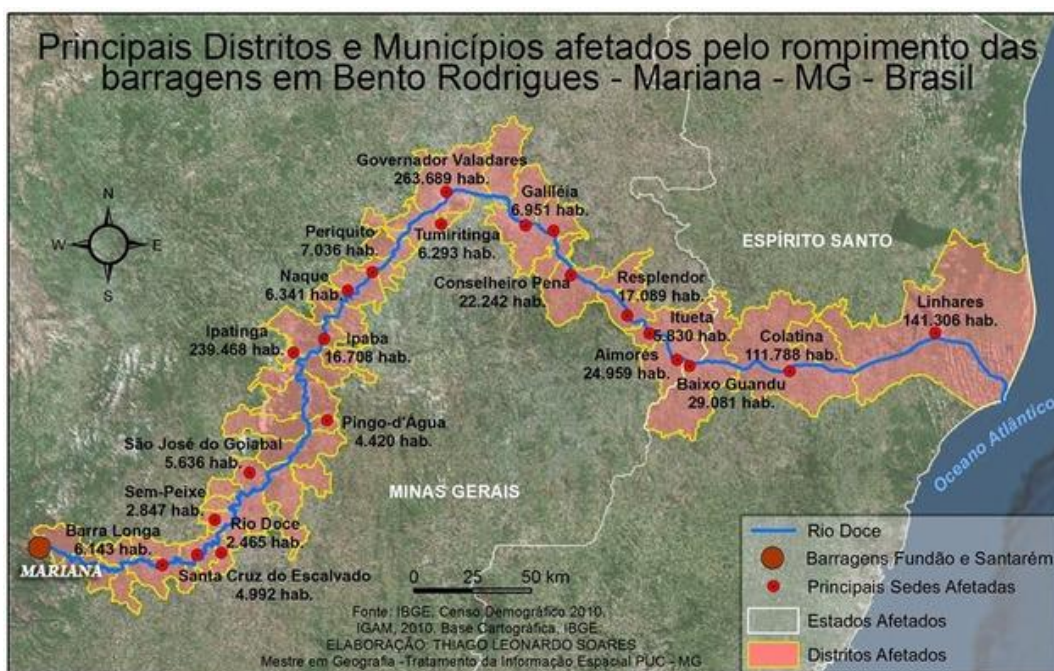 Principais Distritos e Municípios afetados pelo rompimento das
barragens em Bento Rodrigues - Mariana - MG - Brasil
N
W
E
S
Governador Valadares
263.689 hab.
Galiléia
6.951 hab.
Periquito
7.036 hab.
Tumiritinga
6.293 hab.
ESPÍRITO SANTO
Naque
6.341 hab.
Conselheiro Pena
22.242 hab.
Resplendor
17.089 hab.
Itueta
5.830 hab.
Linhares
141.306 hab.
Ipatinga
239.468 hab.
Ipaba
16.708 hab.
Aimorés
24.959 hab.
Colatina
111.788 hab.
Baixo Guandu
29.081 hab.
Pingo-d'Água
4.420 hab.
São José do Goiabal
5.636 hab.
Oceano Atlântico
MINAS GERAIS
Sem-Peixe
2.847 hab.
Barra Longa
6.143 hab.
Rio Doce
2.465 hab.
MARIANA
Santa Cruz do Escalvado
4.992 hab.
0 25 50 km
Fonte: IBGE, Censo Demográfico 2010.
IGAM, 2010. Base Cartográfica, IBGE.
ELABORAÇÃO: THIAGO LEONARDO SOARES
Mestre em Geografia -Tratamento da Informação Espacial PUC - MG
Rio Doce
Barragens Fundão e Santarém
Principais Sedes Afetadas
Estados Afetados
Distritos Afetados